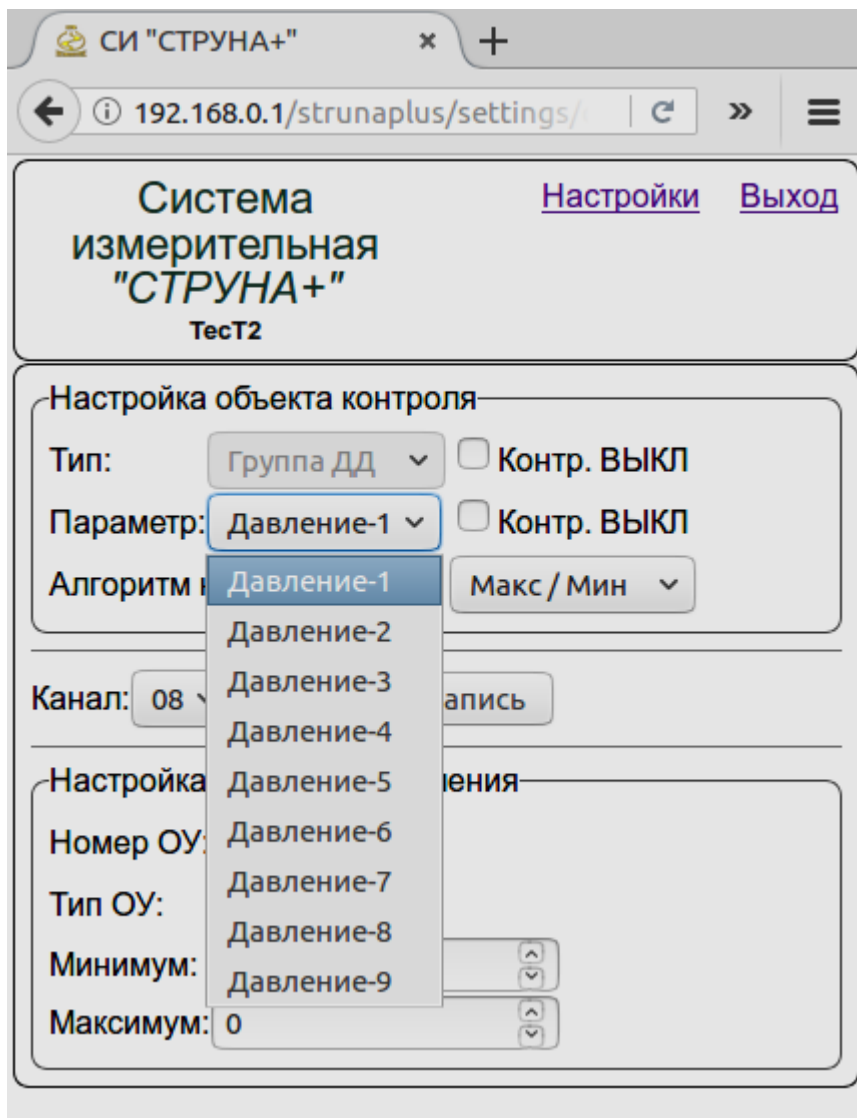 СИ "СТРУНА+"
192.168.0.1/strunaplus/settings/
Система Настройки Выход
измерительная
"СТРУНА+"
ТесТ2
Настройка объекта контроля
Тип: Группа ДД Контр. ВЫКЛ
Параметр: Давление-1 Контр. ВЫКЛ
Алгоритм Макс / Мин
Давление-1
Давление-2
Давление-3
Давление-4
Давление-5
Давление-6
Давление-7
Давление-8
Давление-9
Канал: 08 апись
Настройка ения
Номер ОУ:
Тип ОУ:
Минимум:
Максимум: 0